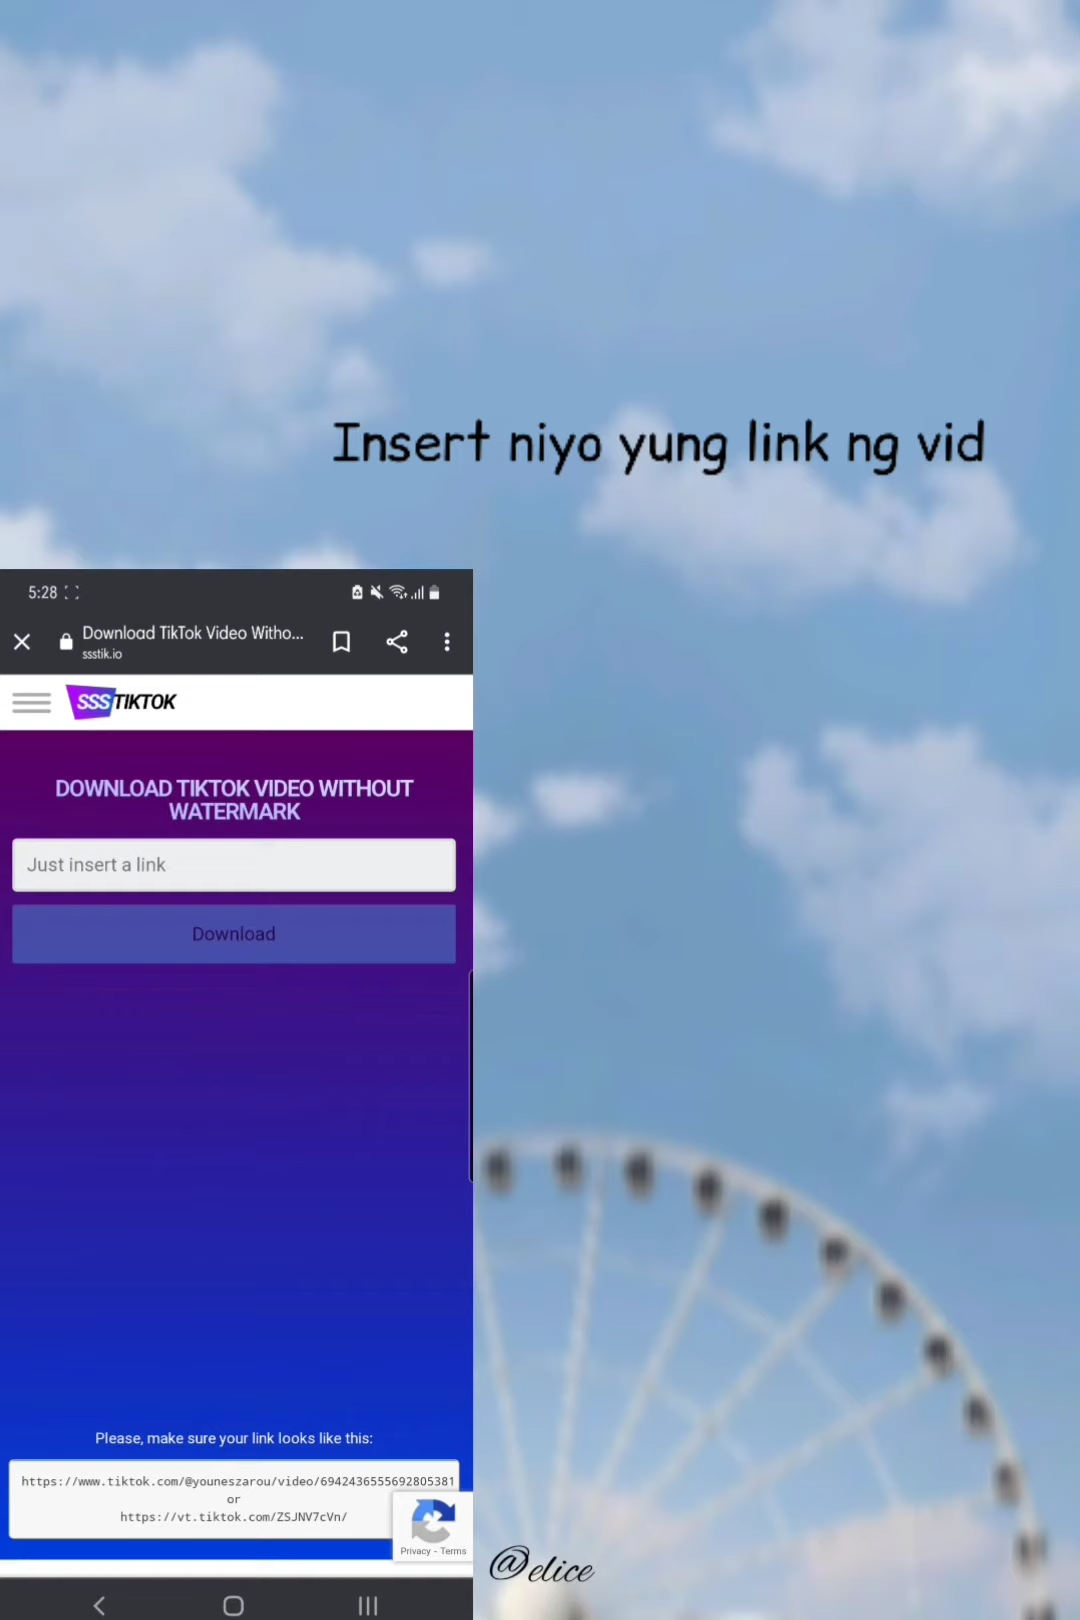 Insert niyo yung link ng vid
5:28
Download TikTok Video Witho...
ssstik.io
SSSTIKTOK
DOWNLOAD TIKTOK VIDEO WITHOUT
WATERMARK
Just insert a link
Download
Please, make sure your link looks like this:
https://www.tiktok.com/@youneszarou/video/6942436555692805381
or
https://vt.tiktok.com/ZSJNV7cVn/
Privacy - Terms
@elice